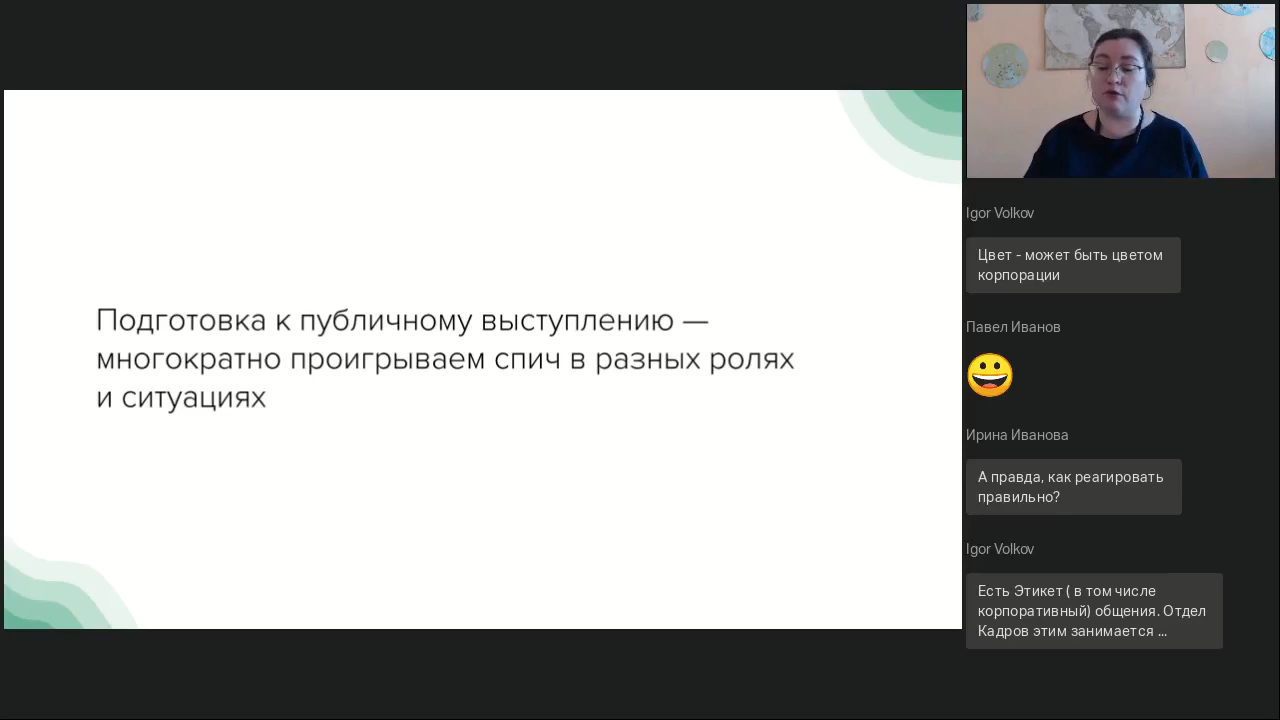 Подготовка к публичному выступлению —
многократно проигрываем спич в разных ролях
и ситуациях
Igor Volkov
Цвет - может быть цветом
корпорации
Павел Иванов
Ирина Иванова
А правда, как реагировать
правильно?
Igor Volkov
Есть Этикет ( в том числе
корпоративный) общения. Отдел
Кадров этим занимается ...